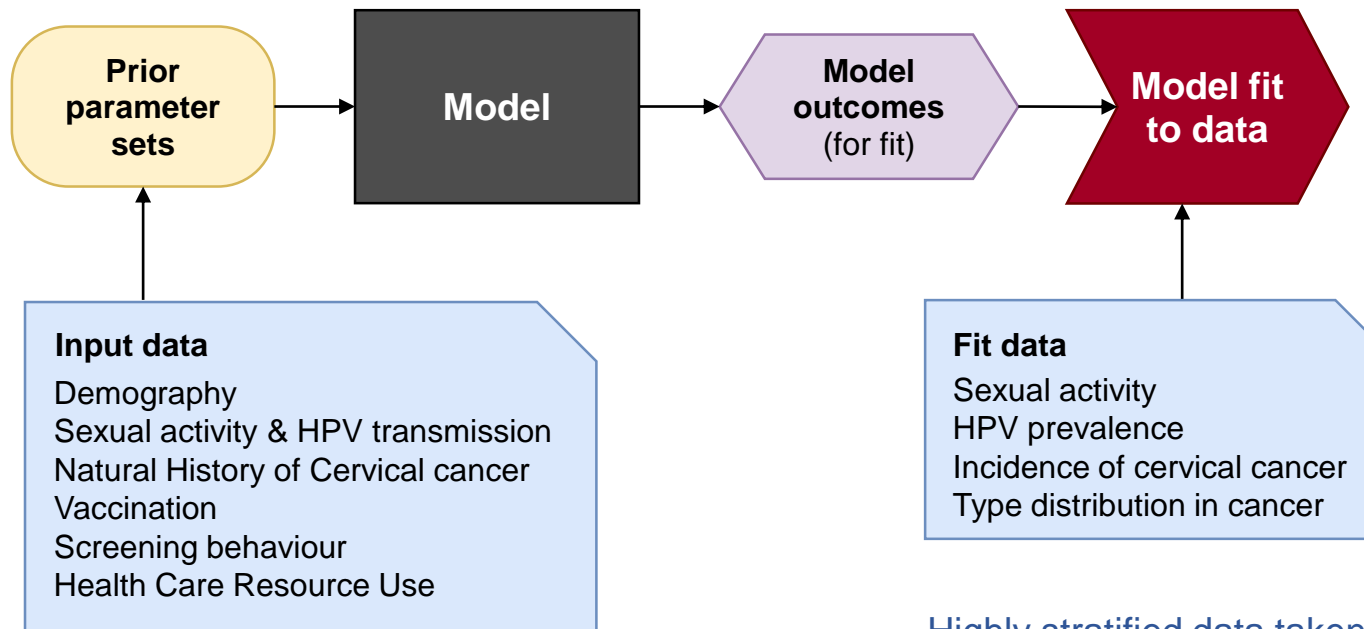 Prior
parameter
sets
Model
Model
outcomes
(for fit)
Model fit
to data
Input data
Demography
Sexual activity & HPV transmission
Natural History of Cervical cancer
Vaccination
Screening behaviour
Health Care Resource Use
Fit data
Sexual activity
HPV prevalence
Incidence of cervical cancer
Type distribution in cancer
Highly stratified data taken